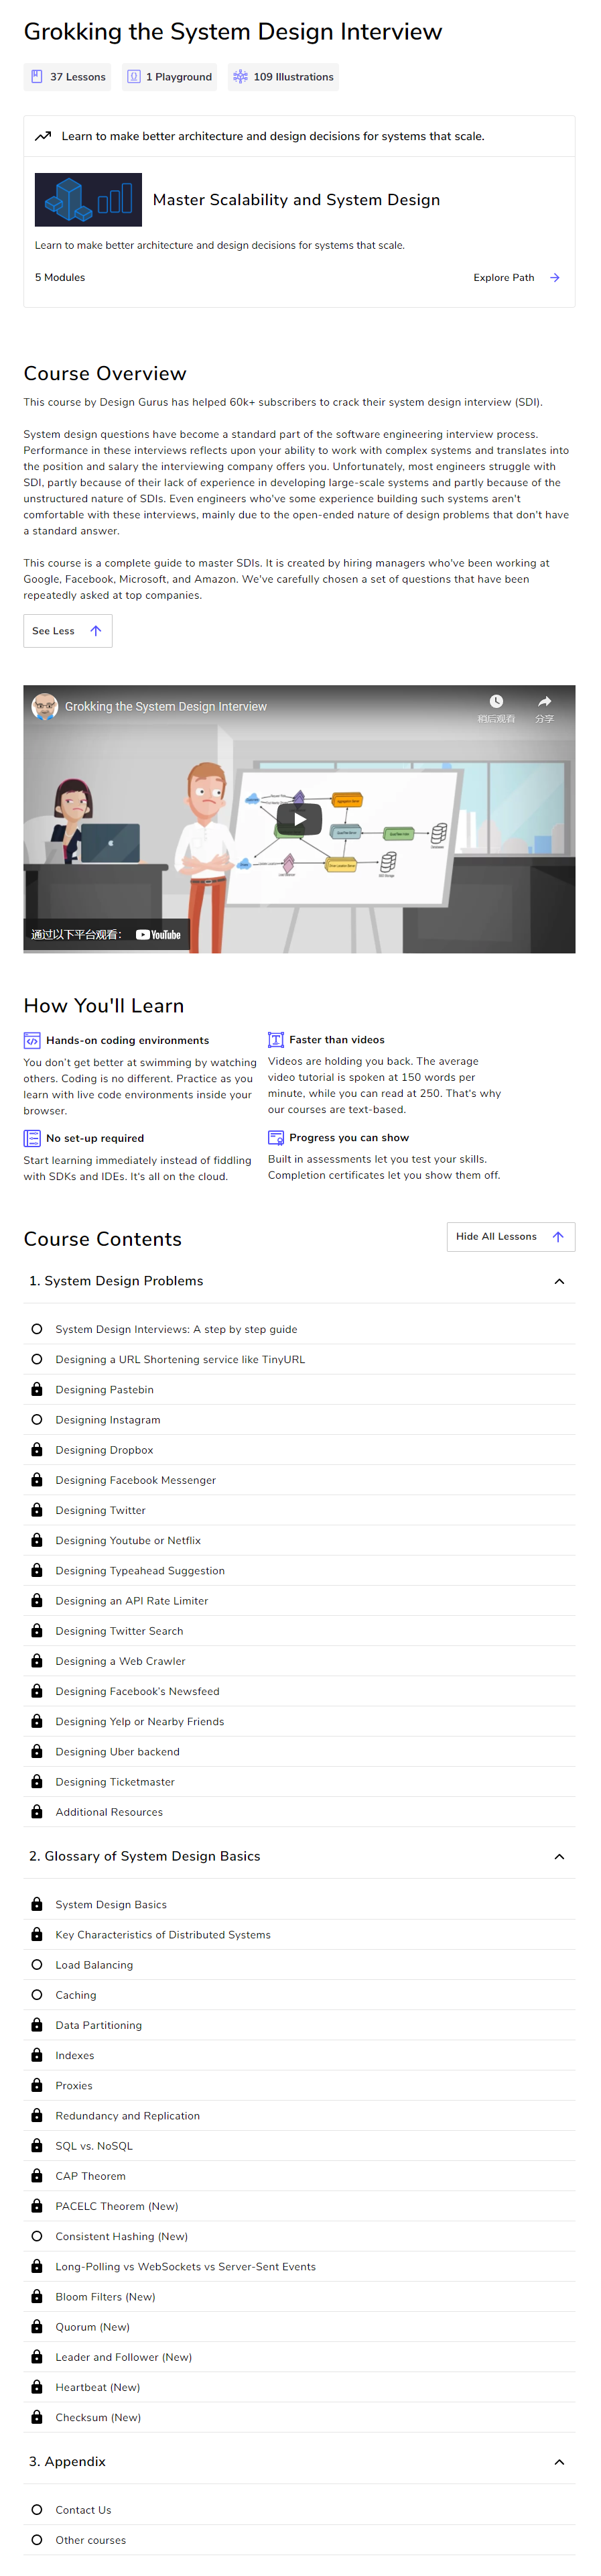 Grokking the System Design Interview
37 Lessons
1 Playground
109 Illustrations
Learn to make better architecture and design decisions for systems that scale.
Master Scalability and System Design
Learn to make better architecture and design decisions for systems that scale.
5 Modules
Explore Path
Course Overview
This course by Design Gurus has helped 60k+ subscribers to crack their system design interview (SDI).
System design questions have become a standard part of the software engineering interview process.
Performance in these interviews reflects upon your ability to work with complex systems and translates into
the position and salary the interviewing company offers you. Unfortunately, most engineers struggle with
SDI, partly because of their lack of experience in developing large-scale systems and partly because of the
unstructured nature of SDIs. Even engineers who've some experience building such systems aren't
comfortable with these interviews, mainly due to the open-ended nature of design problems that don't have
a standard answer.
This course is a complete guide to master SDIs. It is created by hiring managers who've been working at
Google, Facebook, Microsoft, and Amazon. We've carefully chosen a set of questions that have been
repeatedly asked at top companies.
See Less
Grokking the System Design Interview
稍后观看
分享
通过以下平台观看：
YouTube
How You'll Learn
Hands-on coding environments
You don't get better at swimming by watching
others. Coding is no different. Practice as you
learn with live code environments inside your
browser.
Faster than videos
Videos are holding you back. The average
video tutorial is spoken at 150 words per
minute, while you can read at 250. That's why
our courses are text-based.
No set-up required
Start learning immediately instead of fiddling
with SDKs and IDEs. It's all on the cloud.
Progress you can show
Built in assessments let you test your skills.
Completion certificates let you show them off.
Course Contents
Hide All Lessons
1. System Design Problems
System Design Interviews: A step by step guide
Designing a URL Shortening service like TinyURL
Designing Pastebin
Designing Instagram
Designing Dropbox
Designing Facebook Messenger
Designing Twitter
Designing Youtube or Netflix
Designing Typeahead Suggestion
Designing an API Rate Limiter
Designing Twitter Search
Designing a Web Crawler
Designing Facebook's Newsfeed
Designing Yelp or Nearby Friends
Designing Uber backend
Designing Ticketmaster
Additional Resources
2. Glossary of System Design Basics
System Design Basics
Key Characteristics of Distributed Systems
Load Balancing
Caching
Data Partitioning
Indexes
Proxies
Redundancy and Replication
SQL vs. NoSQL
CAP Theorem
PACELC Theorem (New)
Consistent Hashing (New)
Long-Polling vs WebSockets vs Server-Sent Events
Bloom Filters (New)
Quorum (New)
Leader and Follower (New)
Heartbeat (New)
Checksum (New)
3. Appendix
Contact Us
Other courses